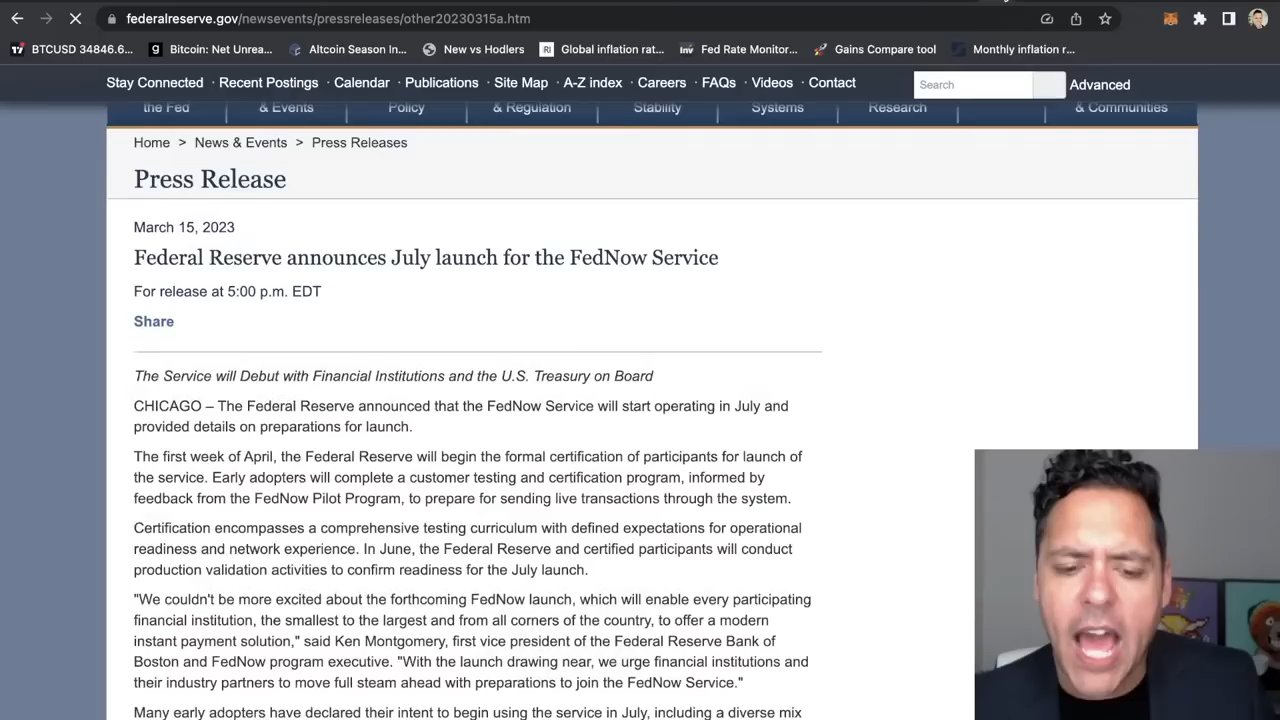 federalreserve.gov/newsevents/pressreleases/other20230315a.htm
BTCUSD 34846.6... Bitcoin: Net Unrea... Altcoin Season In... New vs Hodlers Global inflation rat... Fed Rate Monitor... Gains Compare tool Monthly inflation r...
Stay Connected Recent Postings Calendar Publications Site Map A-Z index Careers FAQs Videos Contact Search Advanced
the Fed & Events Policy & Regulation Stability Systems Research & Communities
Home > News & Events > Press Releases
Press Release
March 15, 2023
Federal Reserve announces July launch for the FedNow Service
For release at 5:00 p.m. EDT
Share
The Service will Debut with Financial Institutions and the U.S. Treasury on Board
CHICAGO – The Federal Reserve announced that the FedNow Service will start operating in July and
provided details on preparations for launch.
The first week of April, the Federal Reserve will begin the formal certification of participants for launch of
the service. Early adopters will complete a customer testing and certification program, informed by
feedback from the FedNow Pilot Program, to prepare for sending live transactions through the system.
Certification encompasses a comprehensive testing curriculum with defined expectations for operational
readiness and network experience. In June, the Federal Reserve and certified participants will conduct
production validation activities to confirm readiness for the July launch.
"We couldn't be more excited about the forthcoming FedNow launch, which will enable every participating
financial institution, the smallest to the largest and from all corners of the country, to offer a modern
instant payment solution," said Ken Montgomery, first vice president of the Federal Reserve Bank of
Boston and FedNow program executive. "With the launch drawing near, we urge financial institutions and
their industry partners to move full steam ahead with preparations to join the FedNow Service."
Many early adopters have declared their intent to begin using the service in July, including a diverse mix